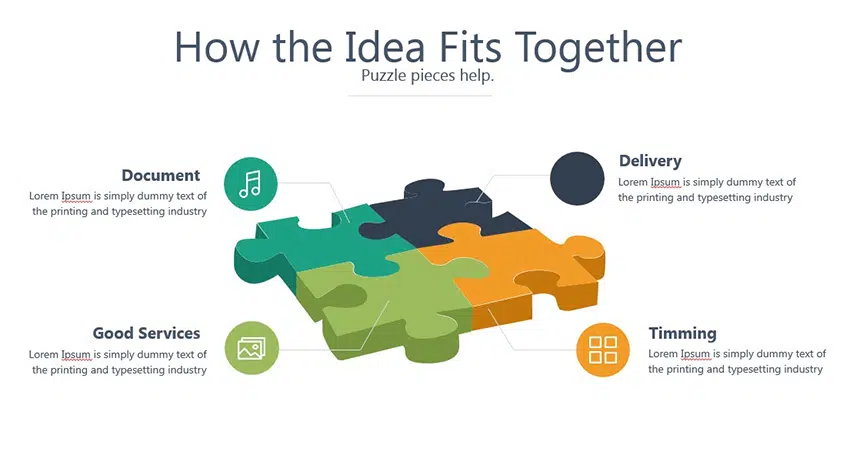 How the Idea Fits Together
Puzzle pieces help.
Document
Lorem Ipsum is simply dummy text of
the printing and typesetting industry
Delivery
Lorem Ipsum is simply dummy text of
the printing and typesetting industry
Good Services
Lorem Ipsum is simply dummy text of
the printing and typesetting industry
Timming
Lorem Ipsum is simply dummy text of
the printing and typesetting industry